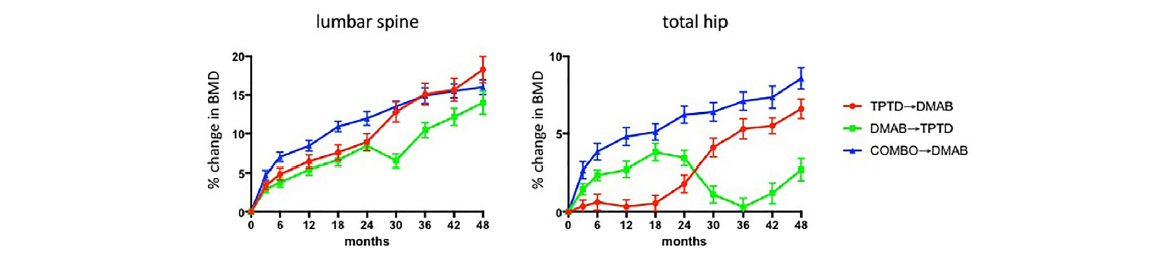 lumbar spine
% change in BMD
20
15
10
5
0
0 6 12 18 24 30 36 42 48
months
total hip
% change in BMD
10
5
0
0 6 12 18 24 30 36 42 48
months
TPTD→DMAB
DMAB→TPTD
COMBO→DMAB